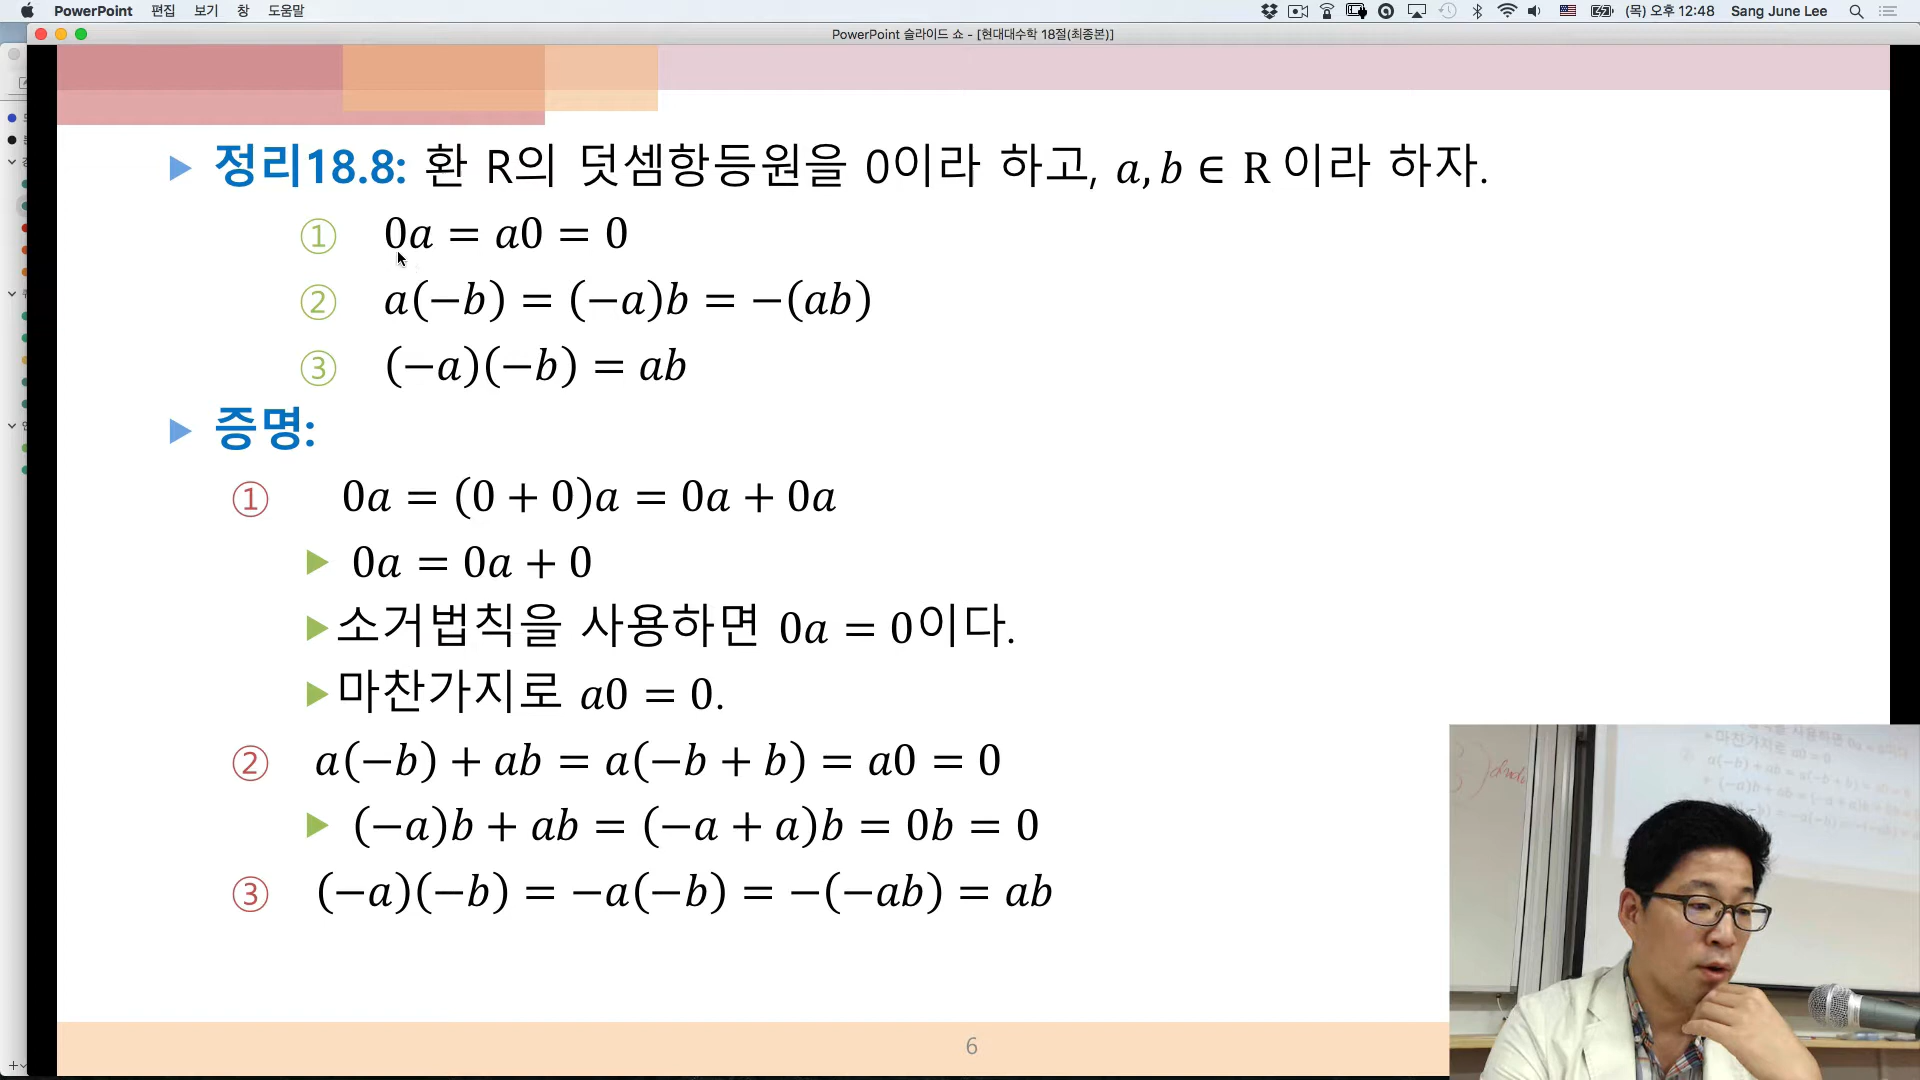 PowerPoint 편집 보기 창 도움말 (목) 오후 12:48 Sang June Lee
PowerPoint 슬라이드 쇼 - [현대대수학 18절(최종본)]
정리18.8: 환 R의 덧셈항등원을 0이라 하고, a, b ∈ R 이라 하자.
① 0a = a0 = 0
② a(−b) = (−a)b = −(ab)
③ (−a)(−b) = ab
증명:
① 0a = (0 + 0)a = 0a + 0a
0a = 0a + 0
소거법칙을 사용하면 0a = 0이다.
마찬가지로 a0 = 0.
② a(−b) + ab = a(−b + b) = a0 = 0
(−a)b + ab = (−a + a)b = 0b = 0
③ (−a)(−b) = −a(−b) = −(−ab) = ab
6